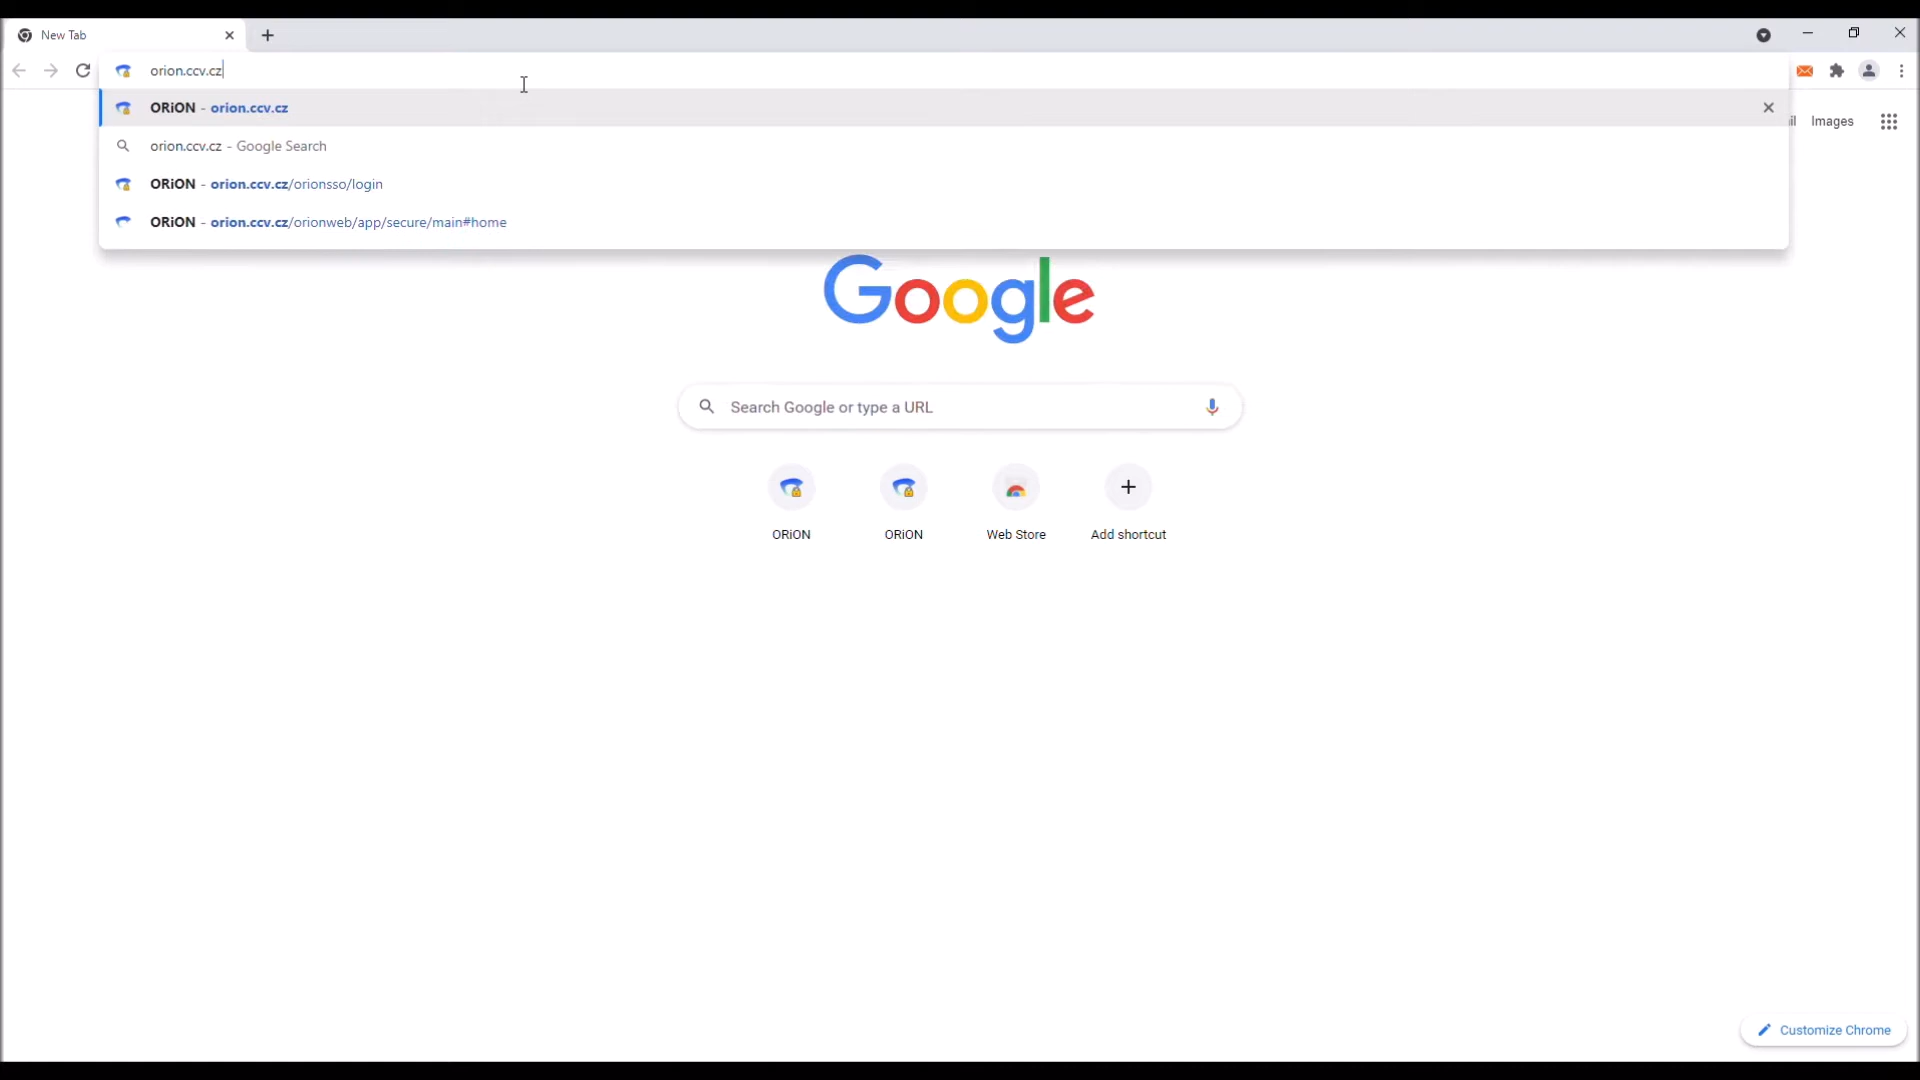 New Tab
orion.ccv.cz
ORiON - orion.ccv.cz
orion.ccv.cz - Google Search
ORiON - orion.ccv.cz/orionsso/login
ORiON - orion.ccv.cz/orionweb/app/secure/main#home
Images
Google
Search Google or type a URL
ORiON
ORiON
Web Store
Add shortcut
Customize Chrome